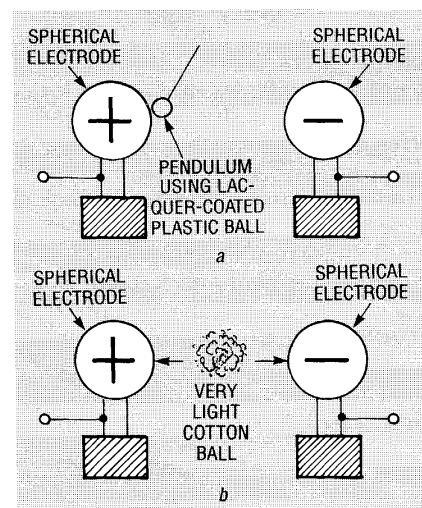 SPHERICAL
ELECTRODE
SPHERICAL
ELECTRODE
+
−
PENDULUM
USING LAC-
QUER-COATED
PLASTIC BALL
a
SPHERICAL
ELECTRODE
SPHERICAL
ELECTRODE
+
−
VERY
LIGHT
COTTON
BALL
b